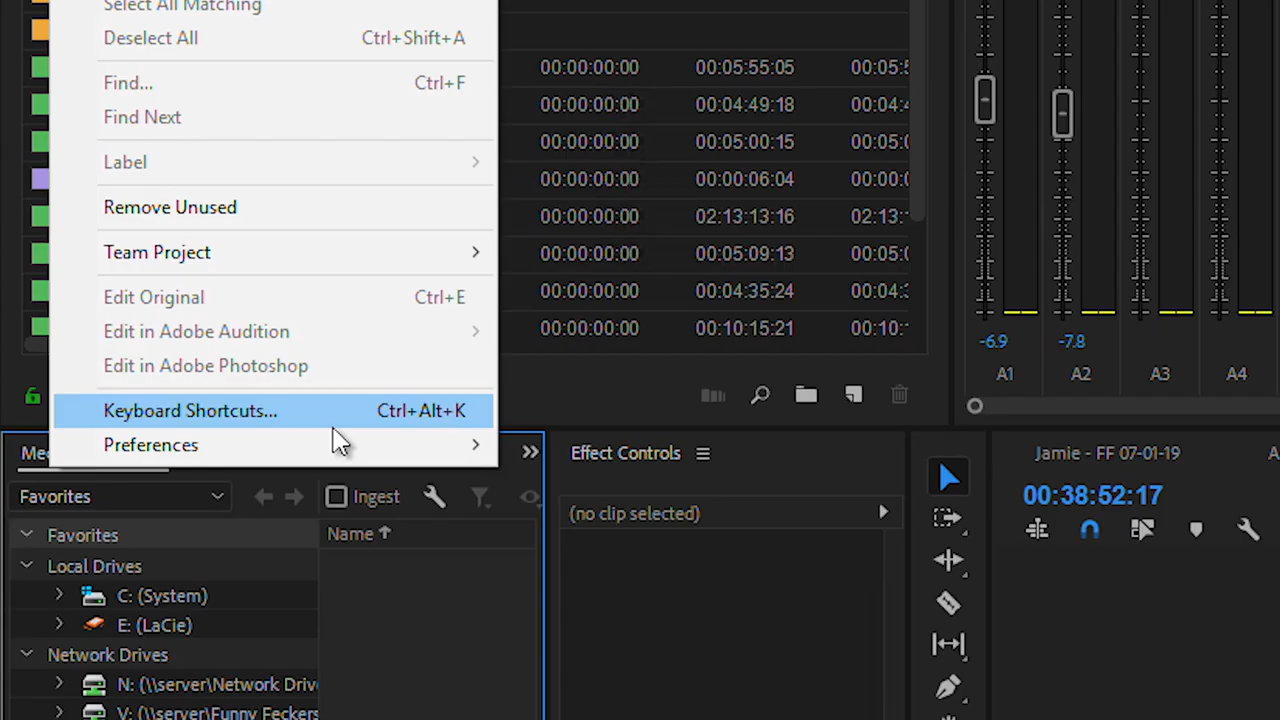 Select All Matching
Deselect All Ctrl+Shift+A
Find... Ctrl+F
Find Next
Label
Remove Unused
Team Project
Edit Original Ctrl+E
Edit in Adobe Audition
Edit in Adobe Photoshop
Keyboard Shortcuts... Ctrl+Alt+K
Preferences
00:00:00:00 00:05:55:05 00:05:5
00:00:00:00 00:04:49:18 00:04:4
00:00:00:00 00:05:00:15 00:05:
00:00:00:00 00:00:06:04 00:00:
00:00:00:00 02:13:13:16 02:13:
00:00:00:00 00:05:09:13 00:05:
00:00:00:00 00:04:35:24 00:04:
00:00:00:00 00:10:15:21 00:10:
-6.9 -7.8
A1 A2 A3 A4
Me
Favorites
Ingest
Favorites
Local Drives
C: (System)
E: (LaCie)
Network Drives
N: (\\server\Network Driv
V: (\\server\Funny Feckers
Name
Effect Controls
(no clip selected)
Jamie - FF 07-01-19
00:38:52:17